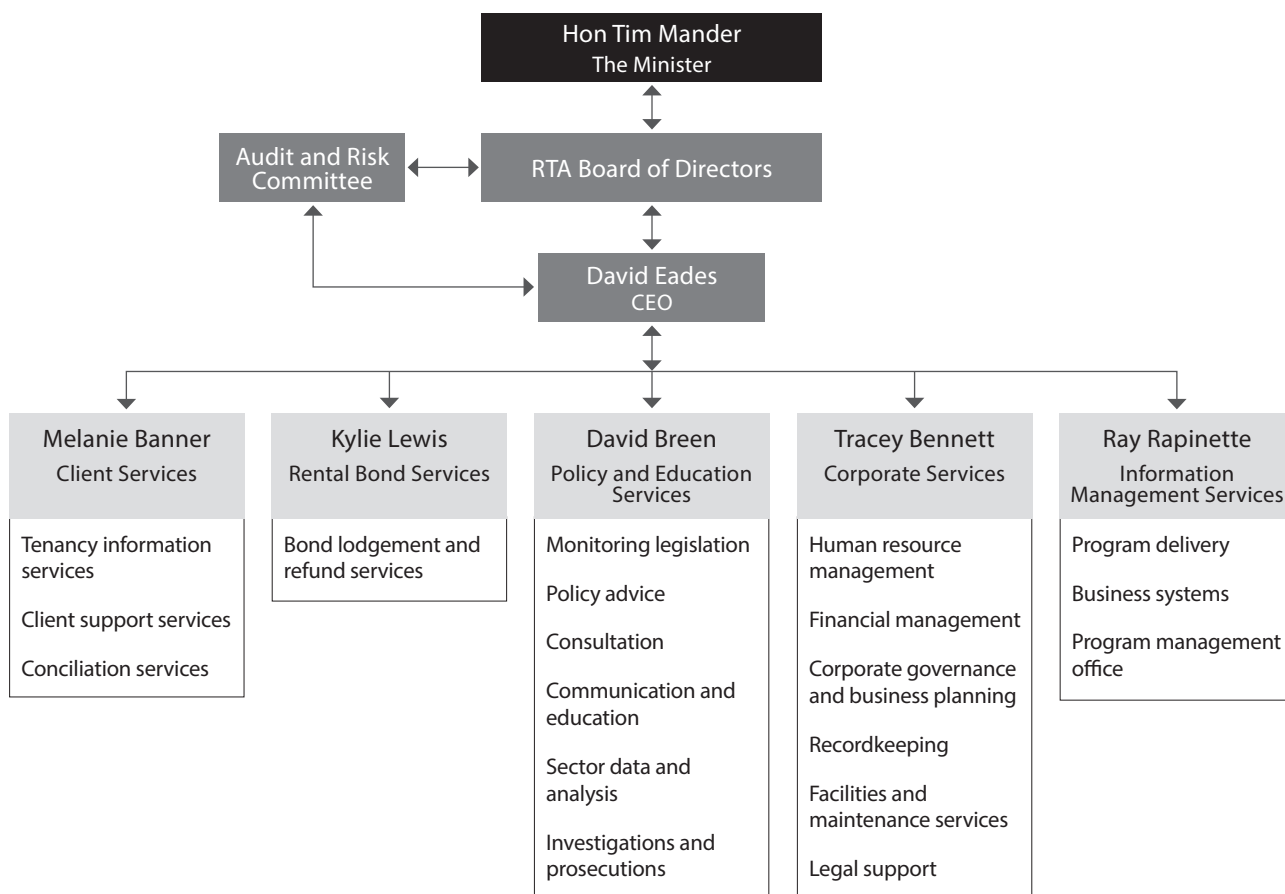 Hon Tim Mander
The Minister
Audit and Risk
Committee
RTA Board of Directors
David Eades
CEO
Melanie Banner
Client Services
Tenancy information
services
Client support services
Conciliation services
Kylie Lewis
Rental Bond Services
Bond lodgement and
refund services
David Breen
Policy and Education
Services
Monitoring legislation
Policy advice
Consultation
Communication and
education
Sector data and
analysis
Investigations and
prosecutions
Tracey Bennett
Corporate Services
Human resource
management
Financial management
Corporate governance
and business planning
Recordkeeping
Facilities and
maintenance services
Legal support
Ray Rapinette
Information
Management Services
Program delivery
Business systems
Program management
office